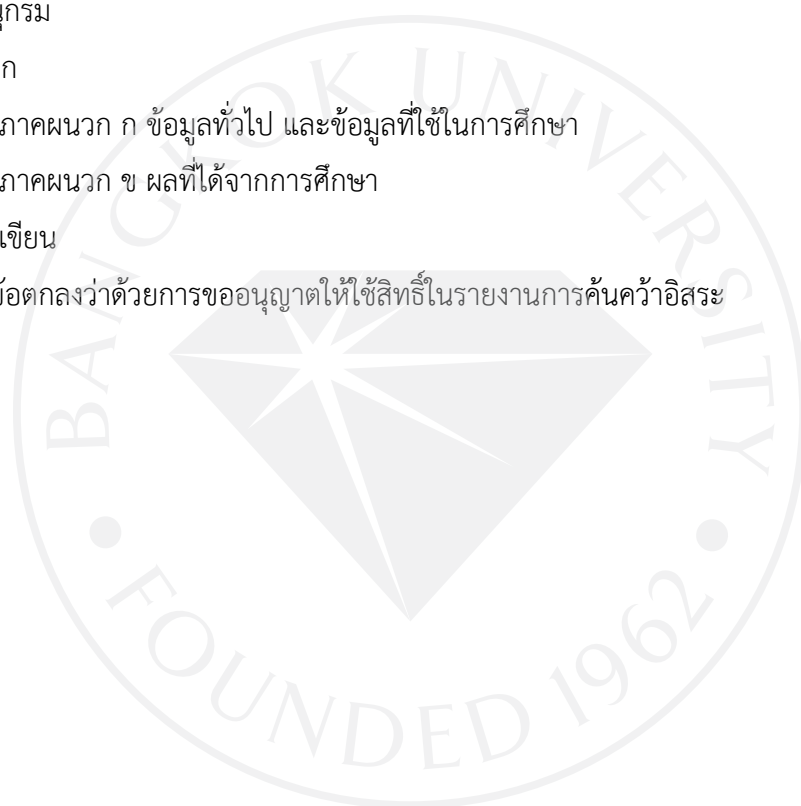 นุกรม
ก
ภาคผนวก ก ข้อมูลทั่วไป และข้อมูลที่ใช้ในการศึกษา
ภาคผนวก ข ผลที่ได้จากการศึกษา
เขียน
ข้อตกลงว่าด้วยการขออนุญาตให้ใช้สิทธิ์ในรายงานการค้นคว้าอิสระ
BANGKOK UNIVERSITY
FOUNDED 1962